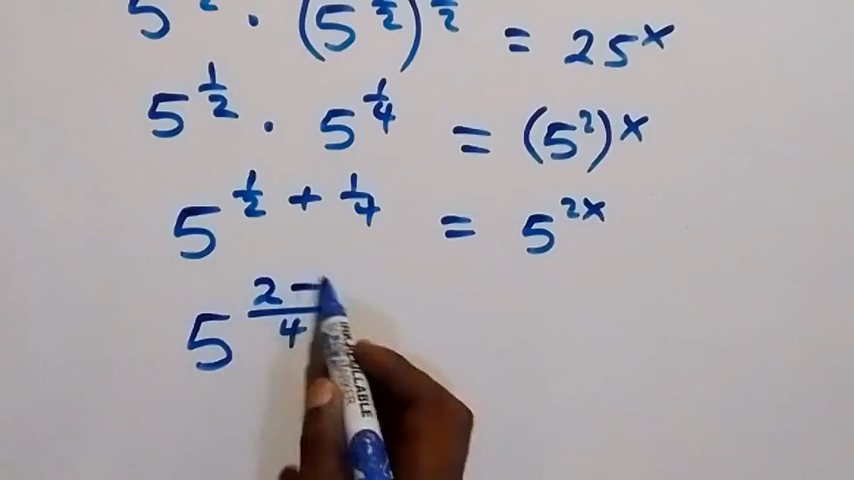 5^(1/2) · (5^(1/2))^(1/2) = 25^x
5^(1/2) · 5^(1/4) = (5^2)^x
5^(1/2 + 1/4) = 5^(2x)
5^((2 -)/4)